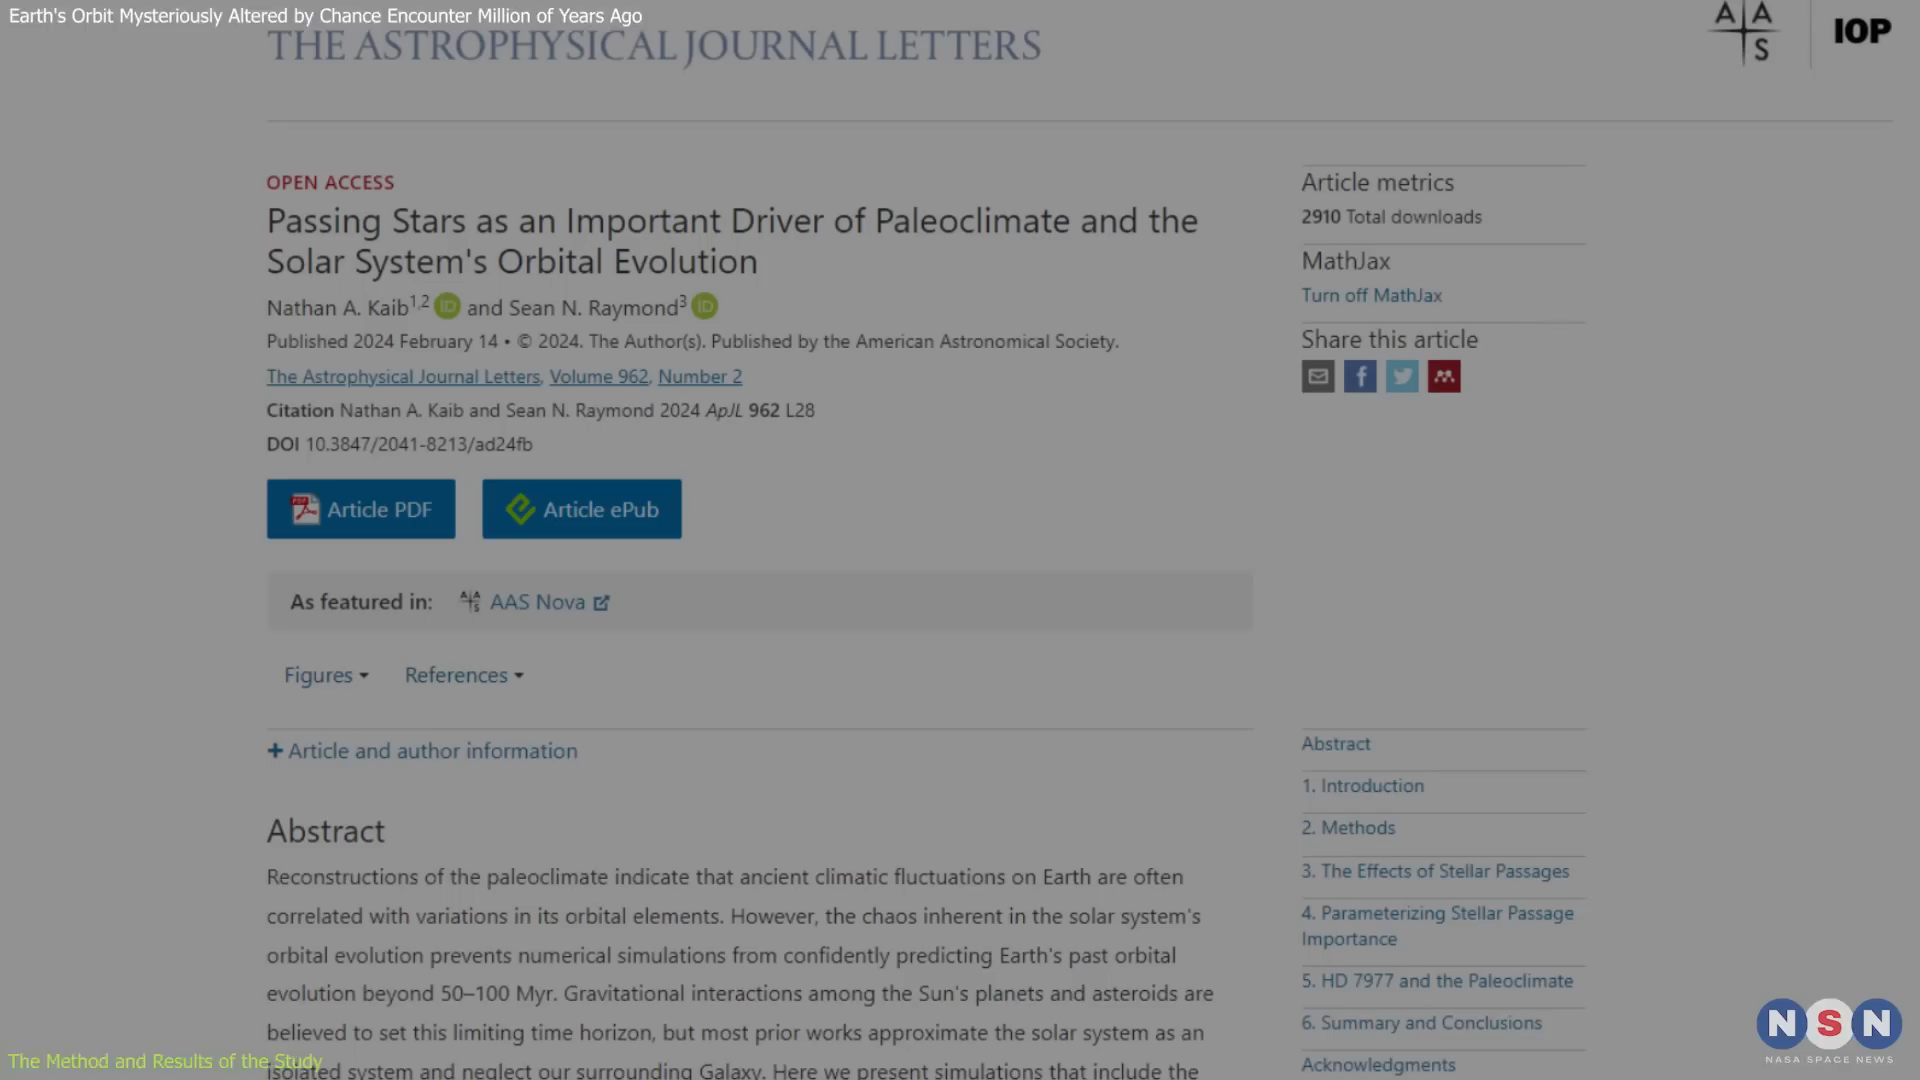 Earth's Orbit Mysteriously Altered by Chance Encounter Million of Years Ago
THE ASTROPHYSICAL JOURNAL LETTERS
A A S
IOP
OPEN ACCESS
Passing Stars as an Important Driver of Paleoclimate and the
Solar System's Orbital Evolution
Nathan A. Kaib1,2 iD and Sean N. Raymond3 iD
Published 2024 February 14 • © 2024. The Author(s). Published by the American Astronomical Society.
The Astrophysical Journal Letters, Volume 962, Number 2
Citation Nathan A. Kaib and Sean N. Raymond 2024 ApJL 962 L28
DOI 10.3847/2041-8213/ad24fb
Article PDF
Article ePub
As featured in: AAS AAS Nova
Figures
References
+ Article and author information
Abstract
Reconstructions of the paleoclimate indicate that ancient climatic fluctuations on Earth are often
correlated with variations in its orbital elements. However, the chaos inherent in the solar system's
orbital evolution prevents numerical simulations from confidently predicting Earth's past orbital
evolution beyond 50–100 Myr. Gravitational interactions among the Sun's planets and asteroids are
believed to set this limiting time horizon, but most prior works approximate the solar system as an
isolated system and neglect our surrounding Galaxy. Here we present simulations that include the
Article metrics
2910 Total downloads
MathJax
Turn off MathJax
Share this article
Abstract
1. Introduction
2. Methods
3. The Effects of Stellar Passages
4. Parameterizing Stellar Passage
Importance
5. HD 7977 and the Paleoclimate
6. Summary and Conclusions
Acknowledgments
The Method and Results of the Study
NSN
NASA SPACE NEWS